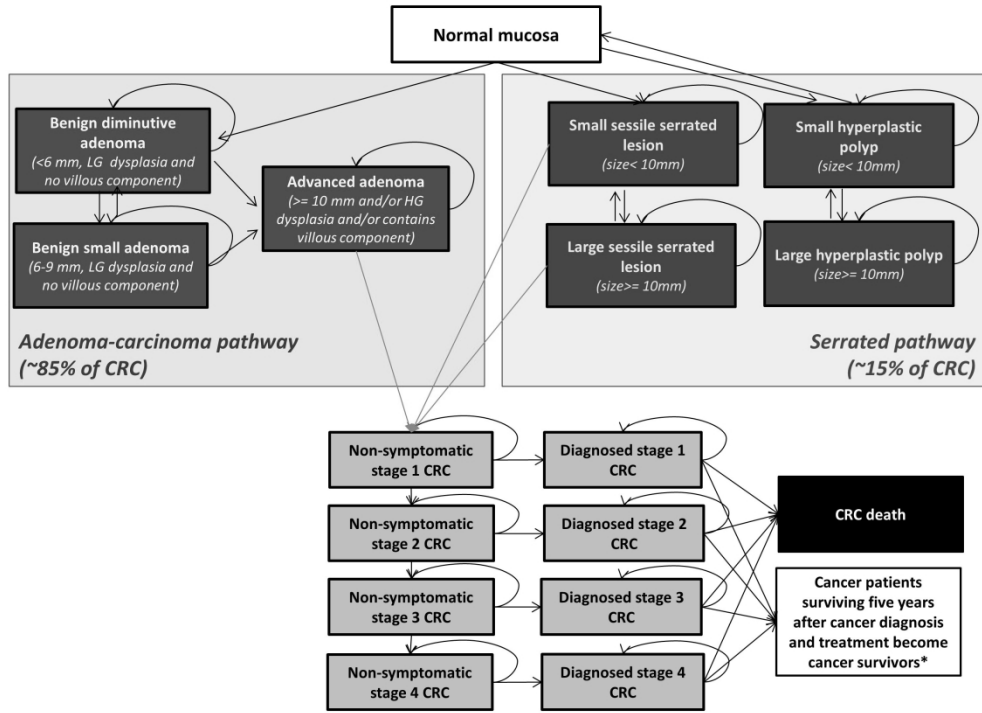 Normal mucosa
Benign diminutive
adenoma
(<6 mm, LG dysplasia and
no villous component)
Advanced adenoma
(>= 10 mm and/or HG
dysplasia and/or contains
villous component)
Benign small adenoma
(6-9 mm, LG dysplasia and
no villous component)
Adenoma-carcinoma pathway
(~85% of CRC)
Small sessile serrated
lesion
(size< 10mm)
Small hyperplastic
polyp
(size< 10mm)
Large sessile serrated
lesion
(size>= 10mm)
Large hyperplastic polyp
(size>= 10mm)
Serrated pathway
(~15% of CRC)
Non-symptomatic
stage 1 CRC
Diagnosed stage 1
CRC
Non-symptomatic
stage 2 CRC
Diagnosed stage 2
CRC
Non-symptomatic
stage 3 CRC
Diagnosed stage 3
CRC
Non-symptomatic
stage 4 CRC
Diagnosed stage 4
CRC
CRC death
Cancer patients
surviving five years
after cancer diagnosis
and treatment become
cancer survivors*